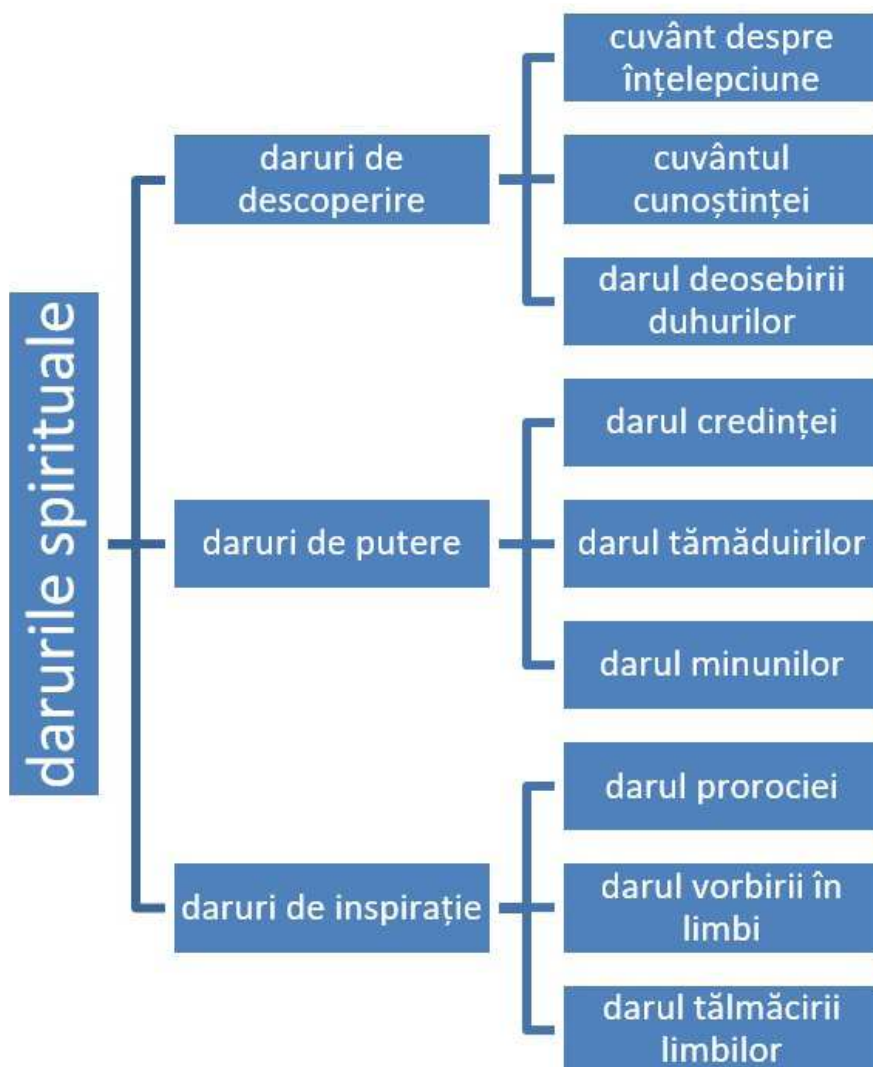 darurile spirituale
daruri de
descoperire
cuvânt despre
înțelepciune
cuvântul
cunoștinței
darul deosebirii
duhurilor
daruri de putere
darul credinței
darul tămăduirilor
darul minunilor
daruri de inspirație
darul prorociei
darul vorbirii în
limbi
darul tălmăcirii
limbilor